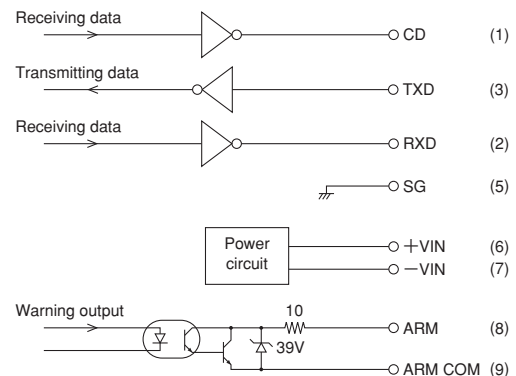 Receiving data
CD (1)
Transmitting data
TXD (3)
Receiving data
RXD (2)
SG (5)
Power
circuit
+VIN (6)
−VIN (7)
Warning output
10
ARM (8)
39V
ARM COM (9)